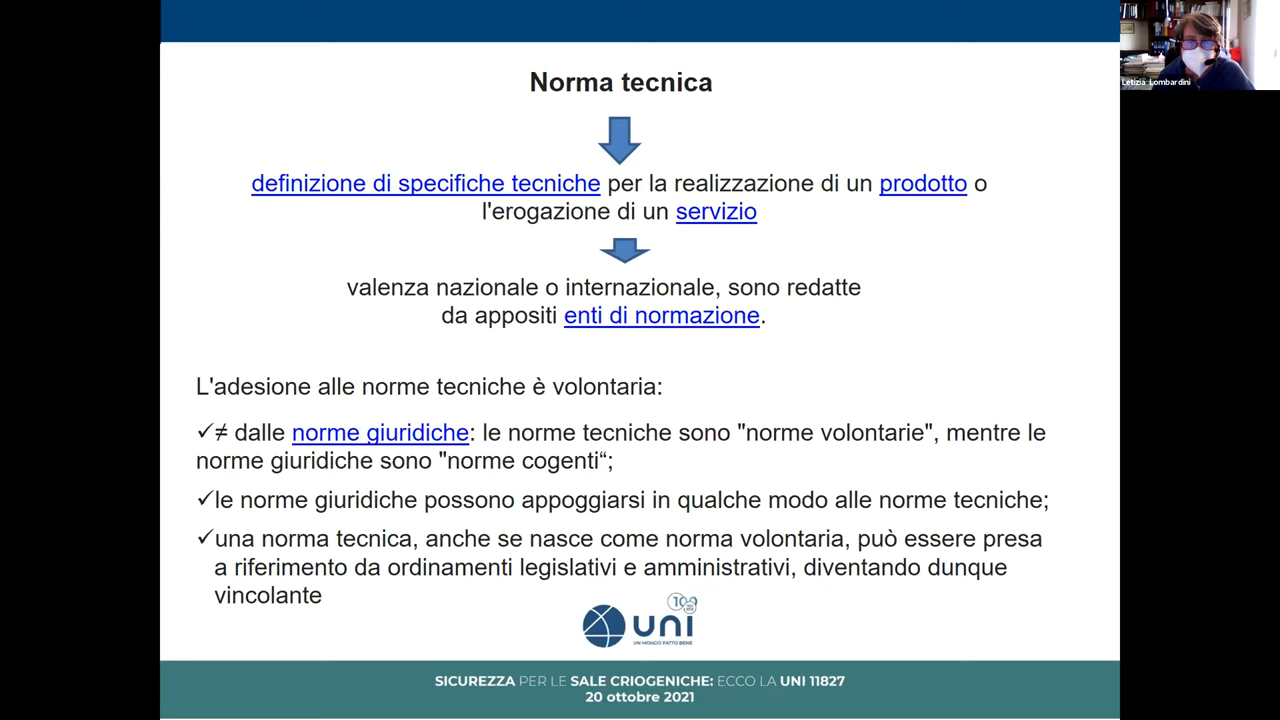 Norma tecnica
definizione di specifiche tecniche per la realizzazione di un prodotto o
l'erogazione di un servizio
valenza nazionale o internazionale, sono redatte
da appositi enti di normazione.
L'adesione alle norme tecniche è volontaria:
✓≠ dalle norme giuridiche: le norme tecniche sono "norme volontarie", mentre le
norme giuridiche sono "norme cogenti“;
✓le norme giuridiche possono appoggiarsi in qualche modo alle norme tecniche;
✓una norma tecnica, anche se nasce come norma volontaria, può essere presa
a riferimento da ordinamenti legislativi e amministrativi, diventando dunque
vincolante
100
uni
UN MONDO FATTO BENE
SICUREZZA PER LE SALE CRIOGENICHE: ECCO LA UNI 11827
20 ottobre 2021
Letizia Lombardini